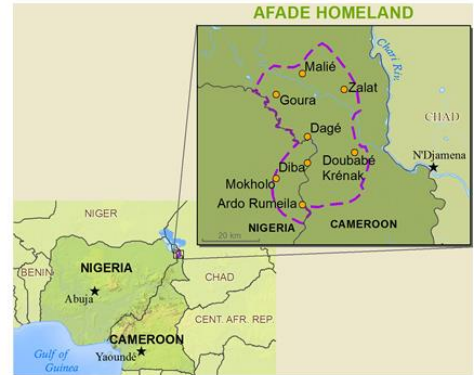 AFADE HOMELAND
Chari Riv.
Malié
Zalat
Goura
CHAD
Dagé
N'Djamena
Diba
Doubabé
Krénak
Mokholo
Ardo Rumeila
NIGERIA
CAMEROON
20 km
NIGER
NIGERIA
BENIN
CHAD
Abuja
CAMEROON
CENT. AFR. REP.
Gulf of
Guinea
Yaoundé